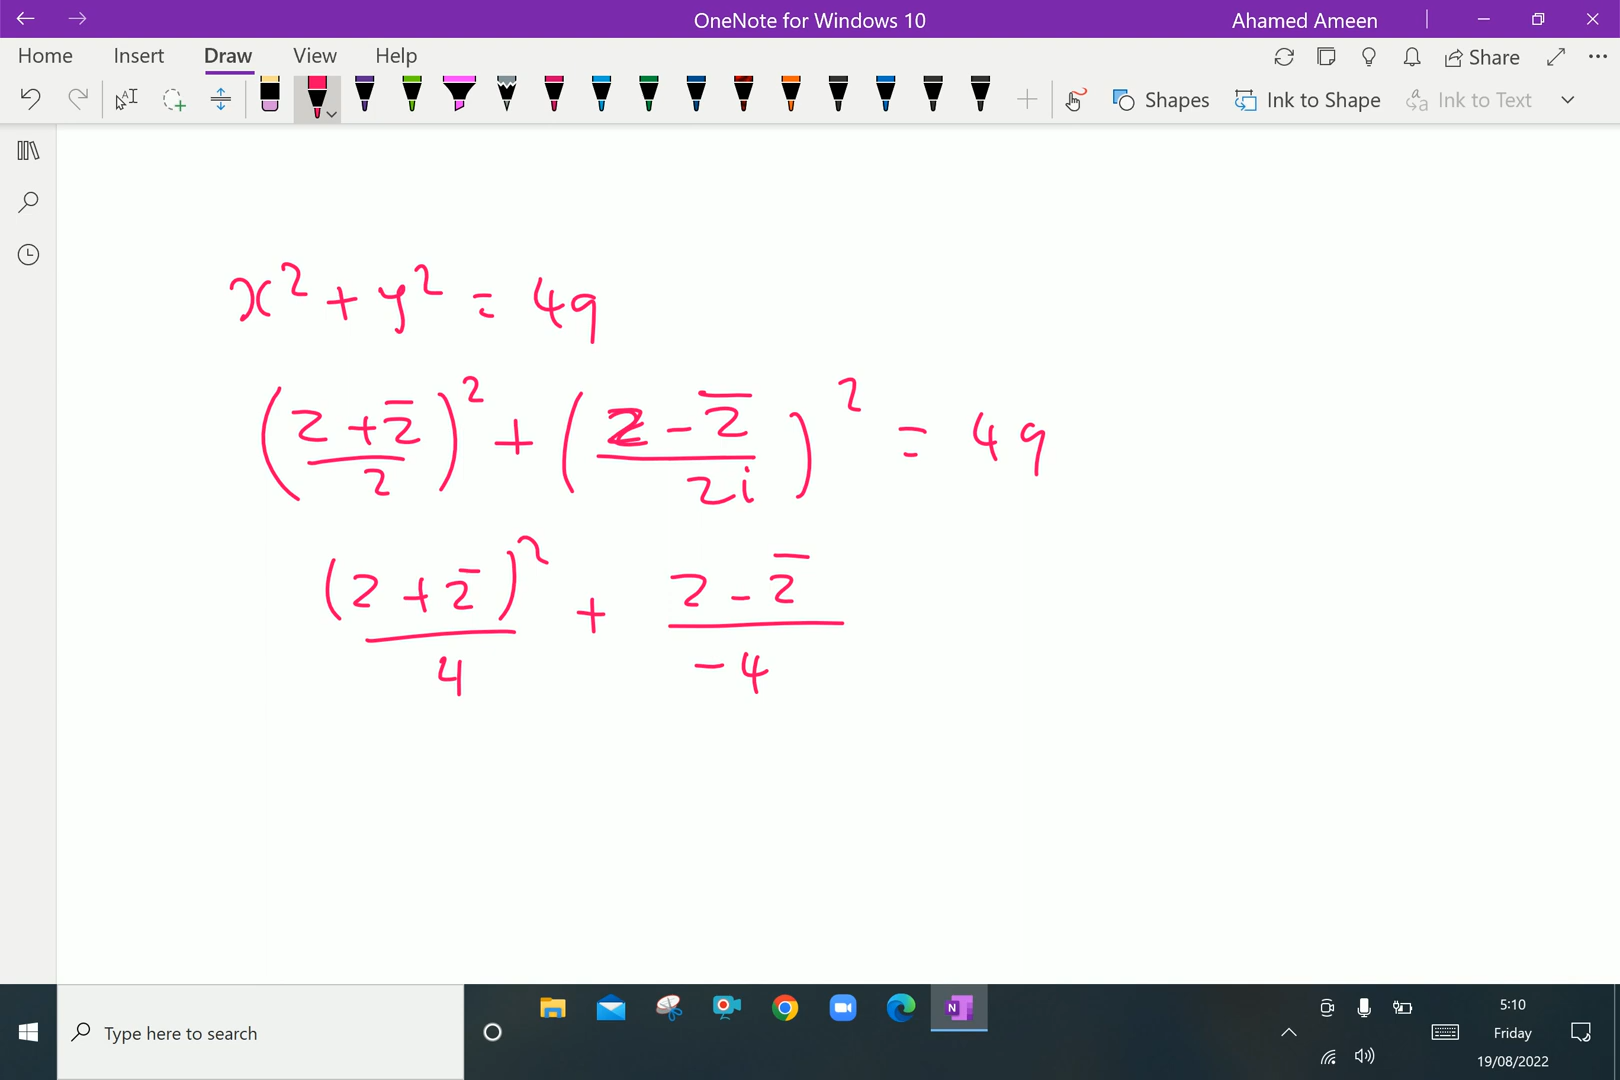 OneNote for Windows 10 Ahamed Ameen
Home Insert Draw View Help Share
Shapes Ink to Shape Ink to Text
x² + y² = 49
((z + z̄)/2)² + ((z - z̄)/2i)² = 49
(z + z̄)²/4 + (z - z̄)/-4
Type here to search
5:10
Friday
19/08/2022